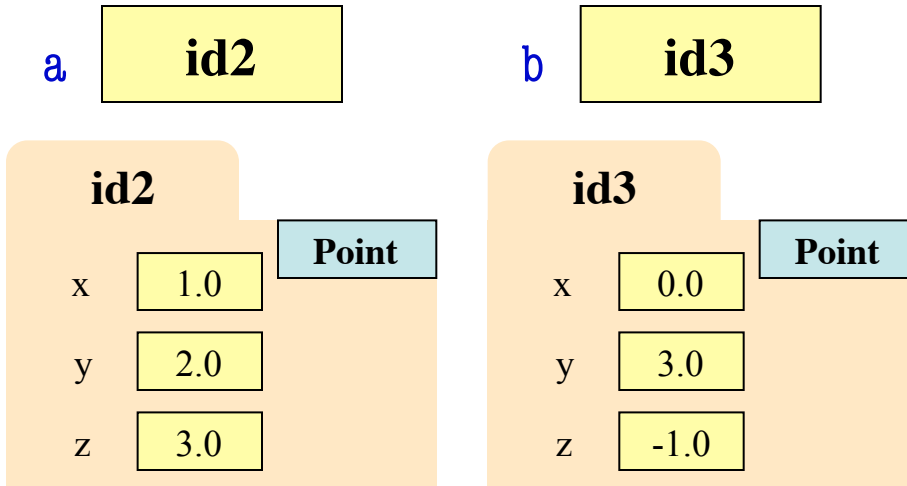 a id2 b id3
id2 id3
Point Point
x 1.0 x 0.0
y 2.0 y 3.0
z 3.0 z -1.0